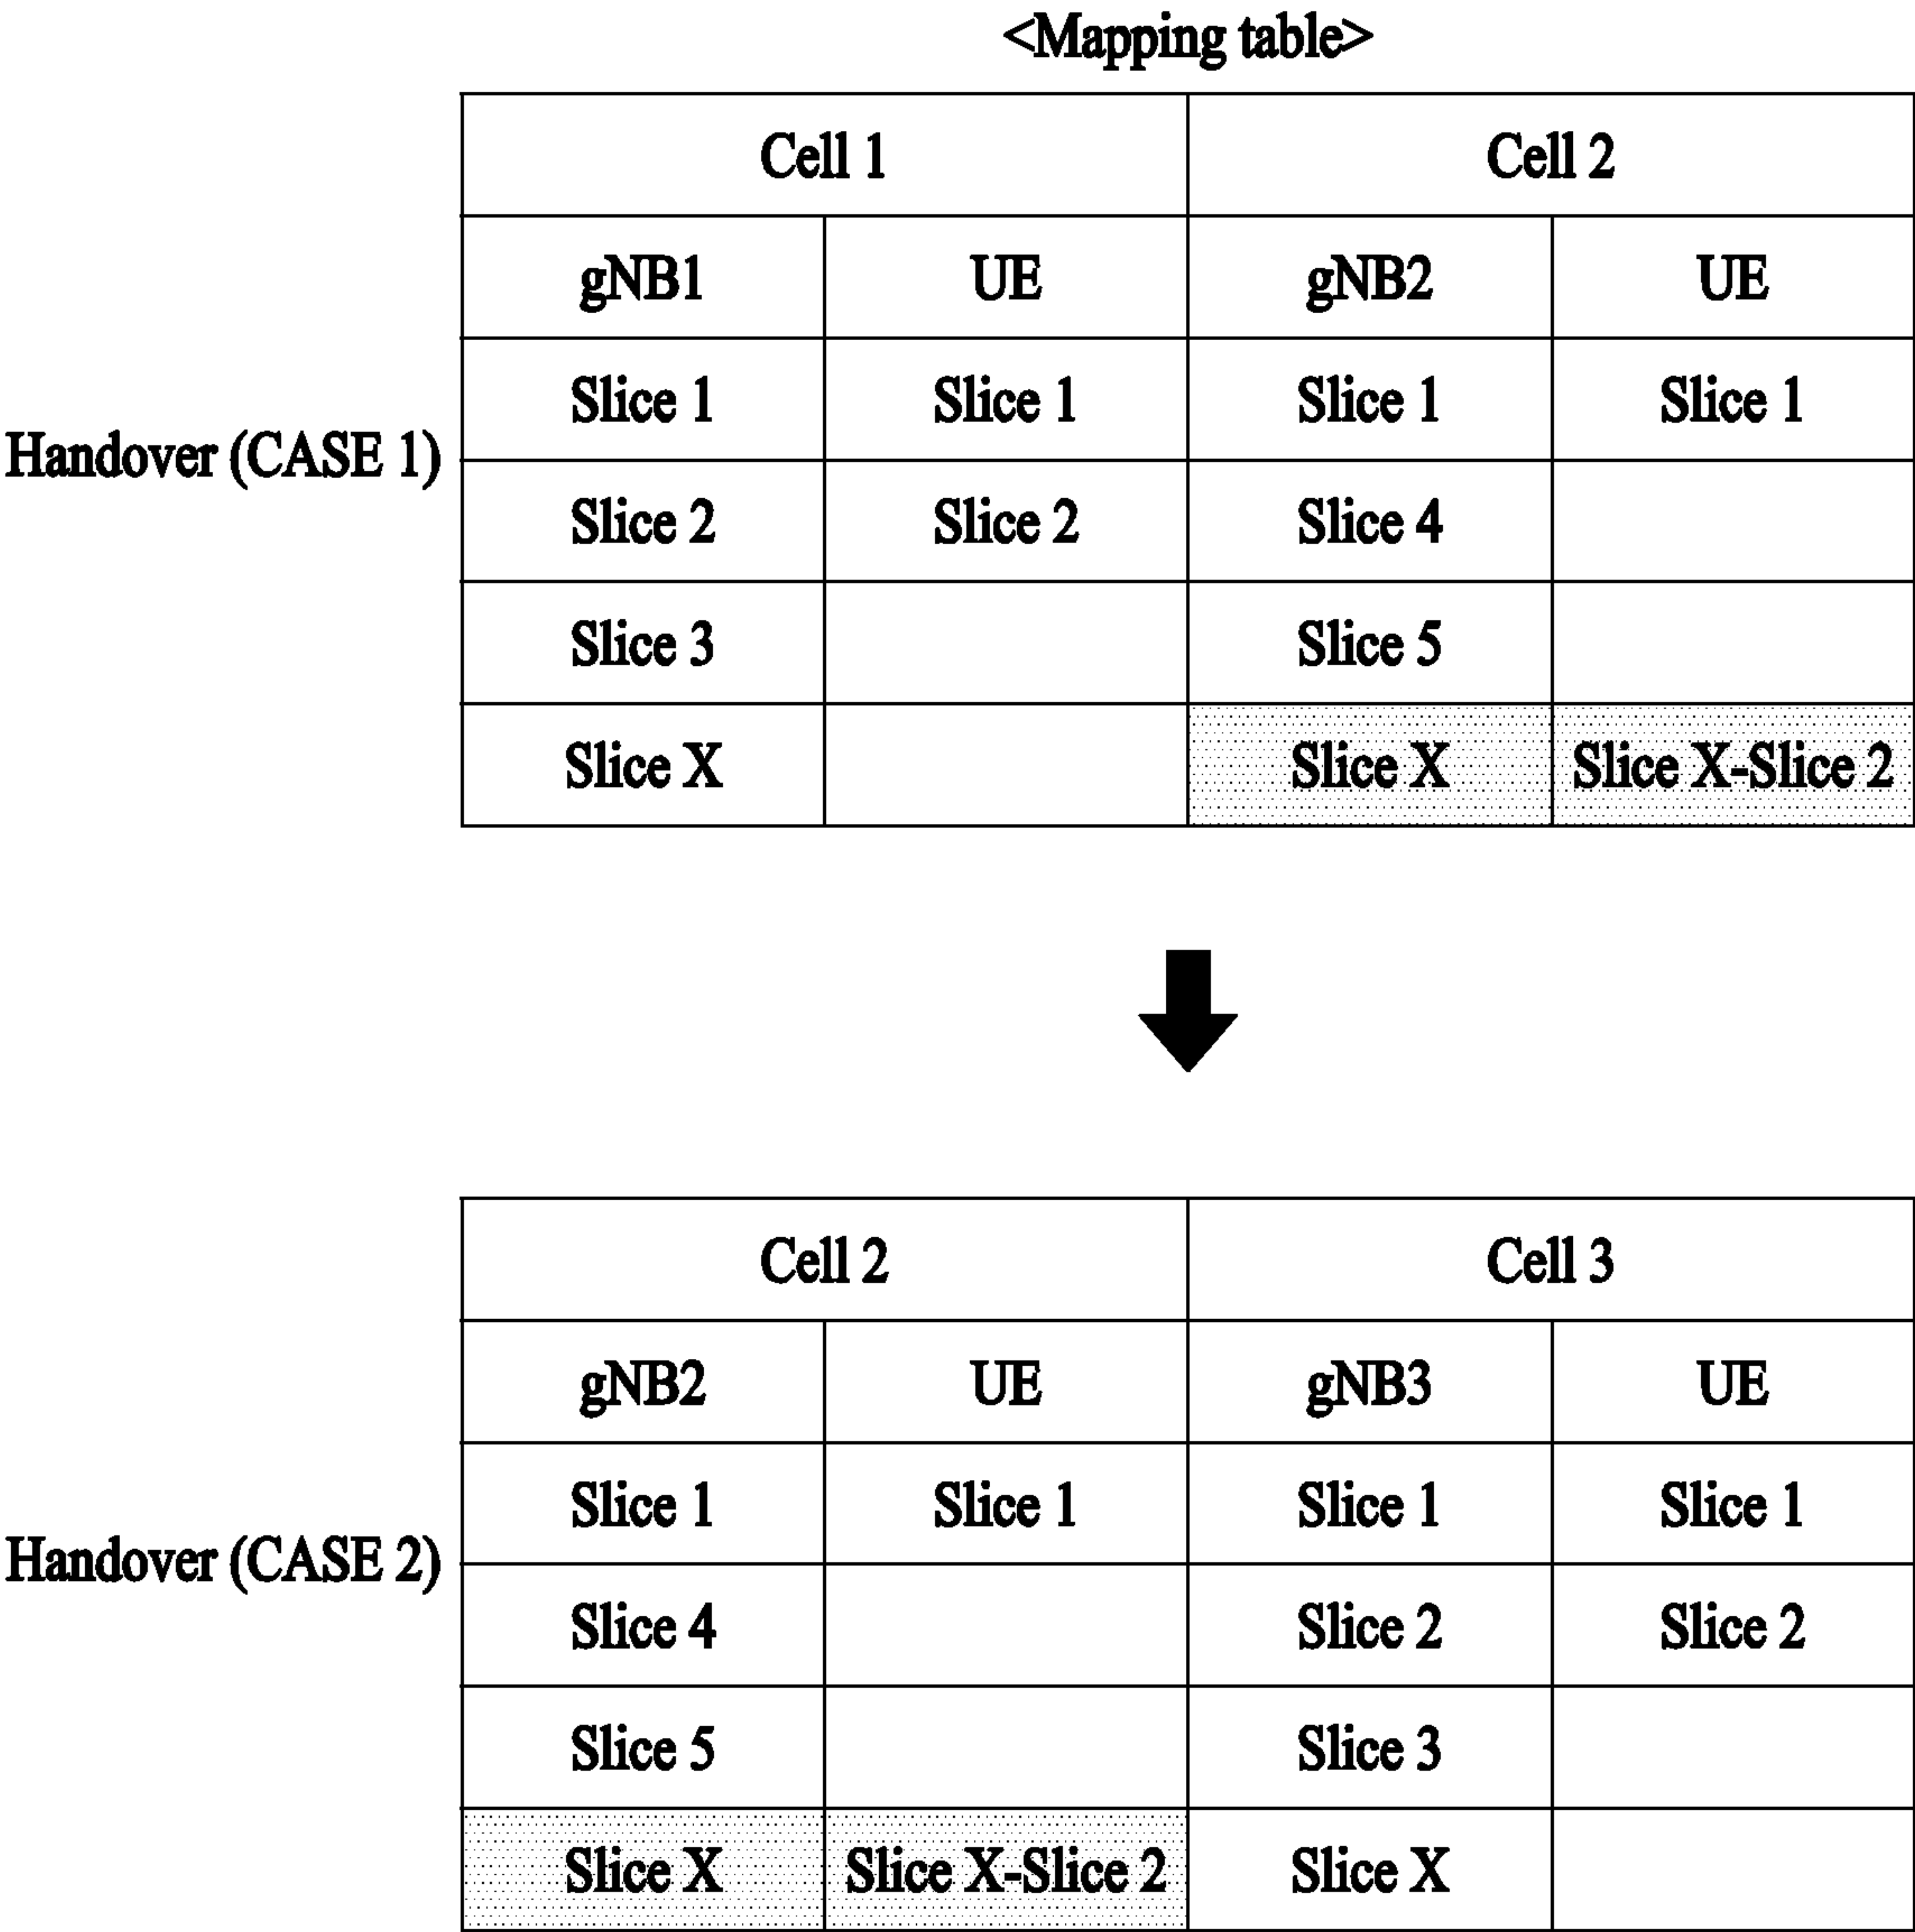 <Mapping table>
Cell 1 Cell 2
gNB1 UE gNB2 UE
Slice 1 Slice 1 Slice 1 Slice 1
Handover (CASE 1)
Slice 2 Slice 2 Slice 4
Slice 3 Slice 5
Slice X Slice X Slice X-Slice 2
Cell 2 Cell 3
gNB2 UE gNB3 UE
Slice 1 Slice 1 Slice 1 Slice 1
Handover (CASE 2)
Slice 4 Slice 2 Slice 2
Slice 5 Slice 3
Slice X Slice X-Slice 2 Slice X